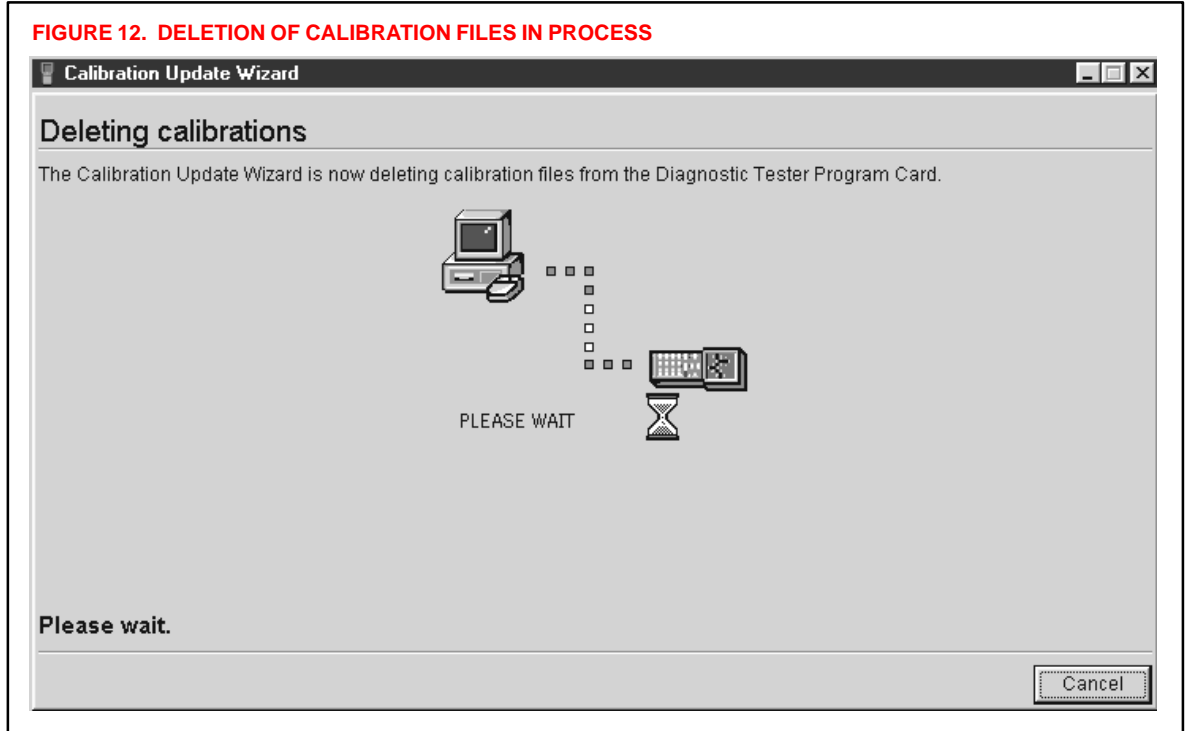 FIGURE 12. DELETION OF CALIBRATION FILES IN PROCESS
Calibration Update Wizard
Deleting calibrations
The Calibration Update Wizard is now deleting calibration files from the Diagnostic Tester Program Card.
PLEASE WAIT
Please wait.
Cancel